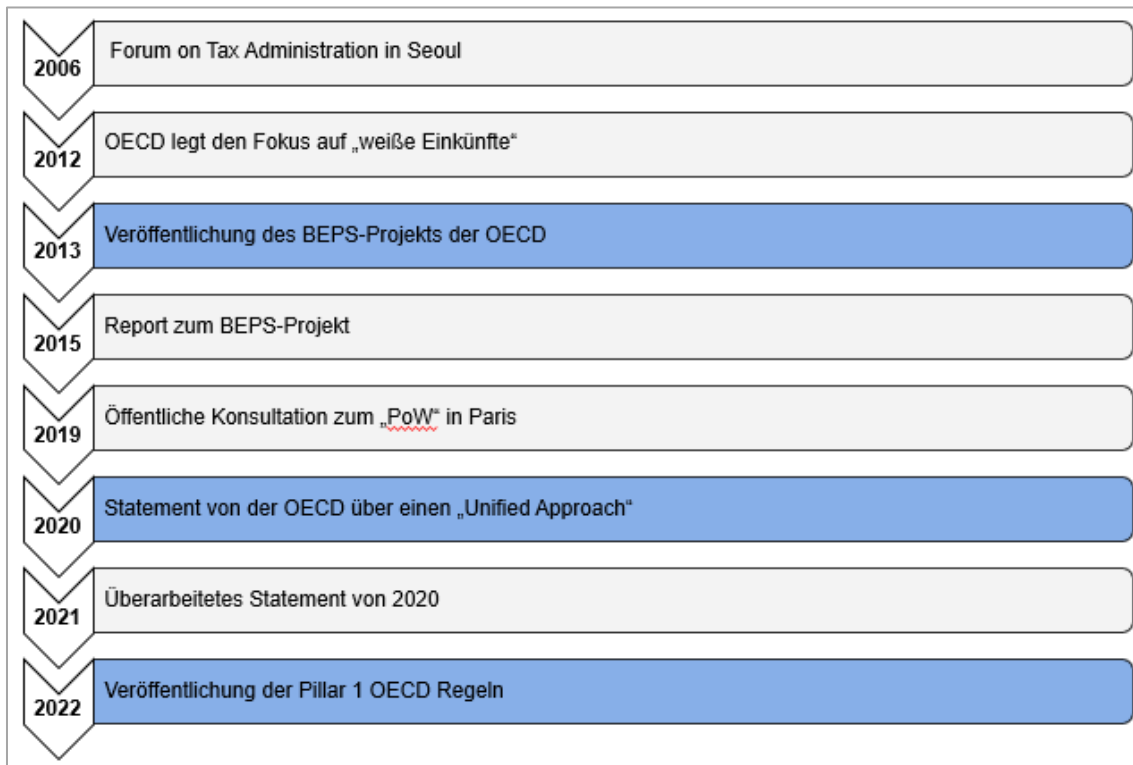 2006 Forum on Tax Administration in Seoul
2012 OECD legt den Fokus auf „weiße Einkünfte“
2013 Veröffentlichung des BEPS-Projekts der OECD
2015 Report zum BEPS-Projekt
2019 Öffentliche Konsultation zum „PoW“ in Paris
2020 Statement von der OECD über einen „Unified Approach“
2021 Überarbeitetes Statement von 2020
2022 Veröffentlichung der Pillar 1 OECD Regeln